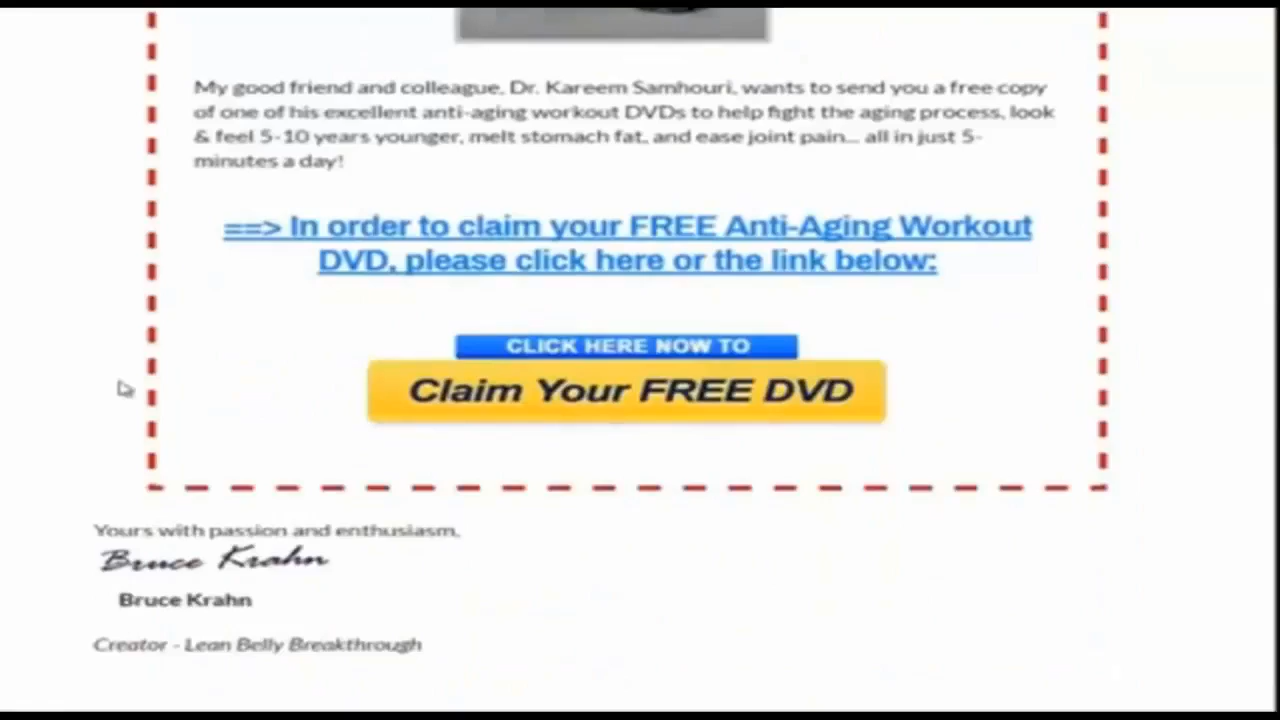 My good friend and colleague, Dr. Kareem Samhouri, wants to send you a free copy
of one of his excellent anti-aging workout DVDs to help fight the aging process, look
& feel 5-10 years younger, melt stomach fat, and ease joint pain... all in just 5-
minutes a day!
==> In order to claim your FREE Anti-Aging Workout
DVD, please click here or the link below:
CLICK HERE NOW TO
Claim Your FREE DVD
Yours with passion and enthusiasm,
Bruce Krahn
Bruce Krahn
Creator - Lean Belly Breakthrough